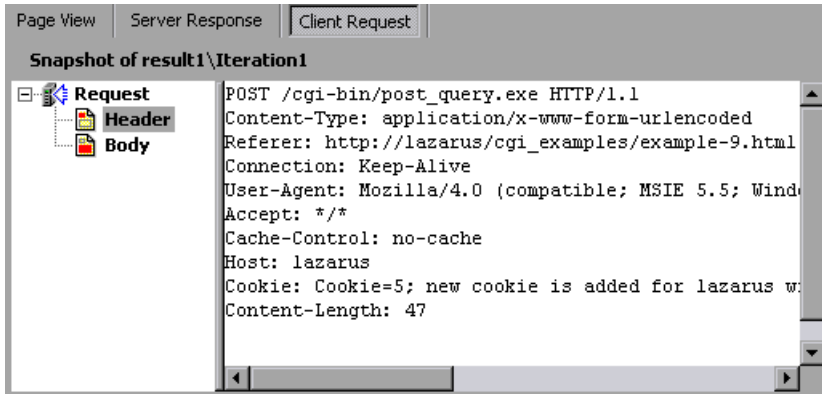 Page View Server Response Client Request
Snapshot of result1\Iteration1
Request
Header
Body
POST /cgi-bin/post_query.exe HTTP/1.1
Content-Type: application/x-www-form-urlencoded
Referer: http://lazarus/cgi_examples/example-9.html
Connection: Keep-Alive
User-Agent: Mozilla/4.0 (compatible; MSIE 5.5;
Accept: */*
Cache-Control: no-cache
Host: lazarus
Cookie: Cookie=5; new cookie is added for lazarus
Content-Length: 47